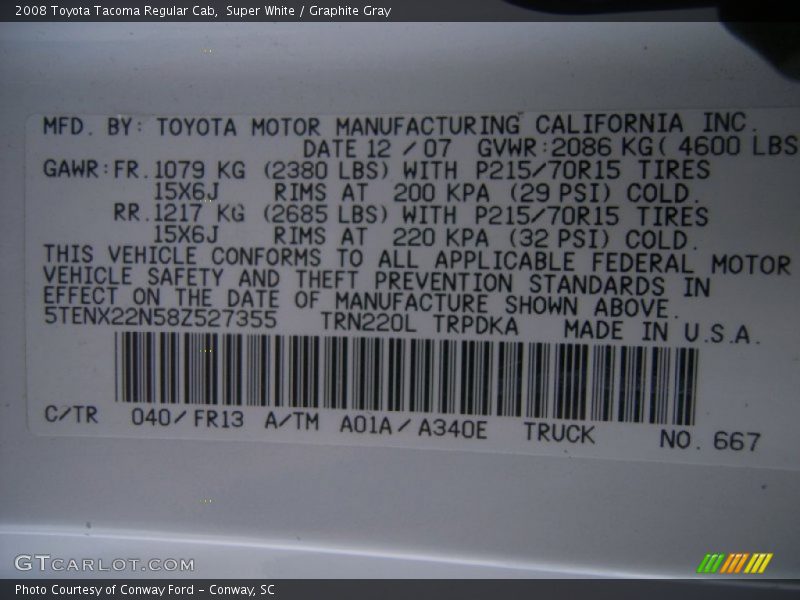 2008 Toyota Tacoma Regular Cab,  Super White / Graphite Gray
MFD. BY: TOYOTA MOTOR MANUFACTURING CALIFORNIA INC.
DATE 12 / 07 GVWR:2086 KG( 4600 LBS
GAWR:FR.1079 KG (2380 LBS) WITH P215/70R15 TIRES
15X6J RIMS AT 200 KPA (29 PSI) COLD.
RR.1217 KG (2685 LBS) WITH P215/70R15 TIRES
15X6J RIMS AT 220 KPA (32 PSI) COLD.
THIS VEHICLE CONFORMS TO ALL APPLICABLE FEDERAL MOTOR
VEHICLE SAFETY AND THEFT PREVENTION STANDARDS IN
EFFECT ON THE DATE OF MANUFACTURE SHOWN ABOVE.
5TENX22N58Z527355 TRN220L TRPDKA MADE IN U.S.A.
C/TR 040/FR13 A/TM A01A/A340E TRUCK NO. 667
GTCARLOT.COM
Photo Courtesy of Conway Ford – Conway, SC